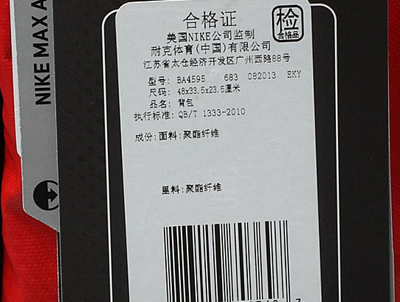 合格证
检
合格品
美国NIKE公司监制
耐克体育(中国)有限公司
江苏省太仓经济开发区广州西路88号
型号: BA4595 683 082013 EKY
尺码: 48x33.5x23.5厘米
品名: 背包
执行标准: QB/T 1333-2010
成份: 面料: 聚酯纤维
里料: 聚酯纤维
NIKE MAX A